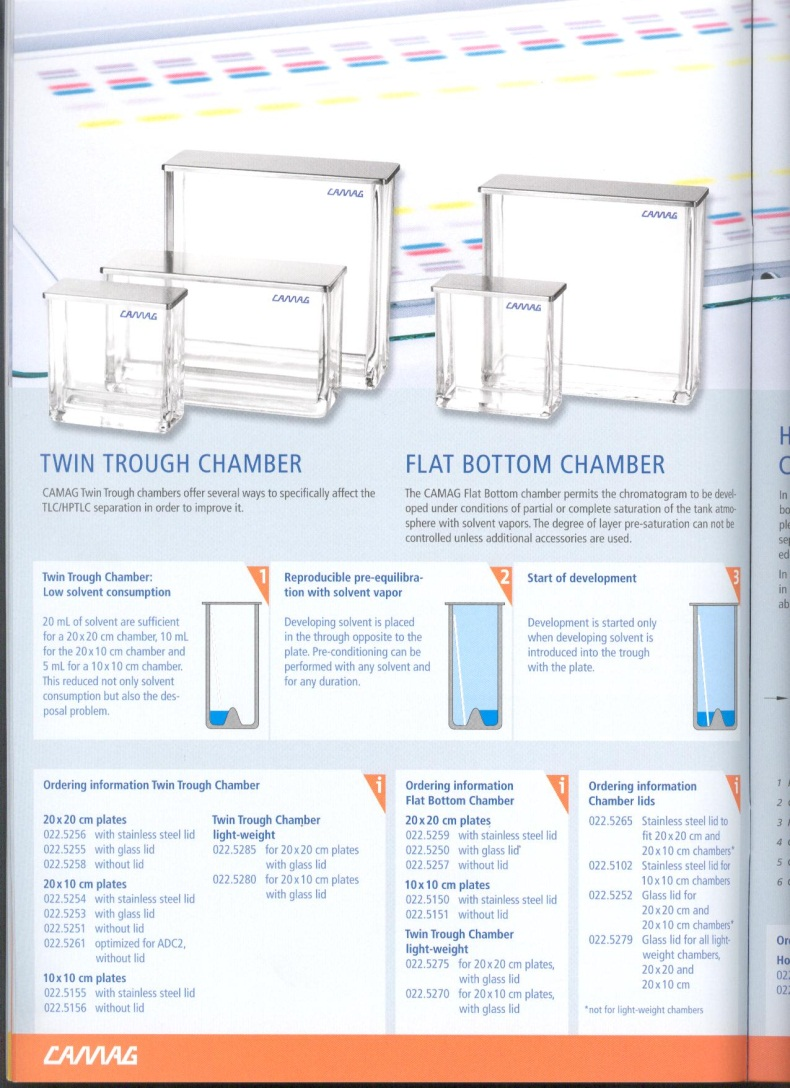 CAMAG
CAMAG
CAMAG
CAMAG
CAMAG
TWIN TROUGH CHAMBER
CAMAG Twin Trough chambers offer several ways to specifically affect the
TLC/HPTLC separation in order to improve it.
FLAT BOTTOM CHAMBER
The CAMAG Flat Bottom chamber permits the chromatogram to be devel-
oped under conditions of partial or complete saturation of the tank atmo-
sphere with solvent vapors. The degree of layer pre-saturation can not be
controlled unless additional accessories are used.
Twin Trough Chamber:
Low solvent consumption
1
20 mL of solvent are sufficient
for a 20x20 cm chamber, 10 mL
for the 20x10 cm chamber and
5 mL for a 10x10 cm chamber.
This reduced not only solvent
consumption but also the des-
posal problem.
Reproducible pre-equilibra-
tion with solvent vapor
2
Developing solvent is placed
in the through opposite to the
plate. Pre-conditioning can be
performed with any solvent and
for any duration.
Start of development
3
Development is started only
when developing solvent is
introduced into the trough
with the plate.
Ordering information Twin Trough Chamber
i
20x20 cm plates
022.5256 with stainless steel lid
022.5255 with glass lid
022.5258 without lid
20x10 cm plates
022.5254 with stainless steel lid
022.5253 with glass lid
022.5251 without lid
022.5261 optimized for ADC2,
without lid
10x10 cm plates
022.5155 with stainless steel lid
022.5156 without lid
Twin Trough Chamber
light-weight
022.5285 for 20x20 cm plates
with glass lid
022.5280 for 20x10 cm plates
with glass lid
Ordering information
Flat Bottom Chamber
i
20x20 cm plates
022.5259 with stainless steel lid
022.5250 with glass lid*
022.5257 without lid
10x10 cm plates
022.5150 with stainless steel lid
022.5151 without lid
Twin Trough Chamber
light-weight
022.5275 for 20x20 cm plates,
with glass lid
022.5270 for 20x10 cm plates,
with glass lid
Ordering information
Chamber lids
i
022.5265 Stainless steel lid to
fit 20x20 cm and
20x10 cm chambers*
022.5102 Stainless steel lid for
10x10 cm chambers
022.5252 Glass lid for
20x20 cm and
20x10 cm chambers*
022.5279 Glass lid for all light-
weight chambers,
20x20 and
20x10 cm
*not for light-weight chambers
CAMAG
In
In
in
1
2
3
4
5
6